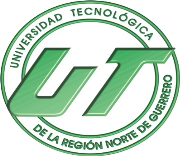 UNIVERSIDAD TECNOLÓGICA
UT
DE LA REGIÓN NORTE DE GUERRERO